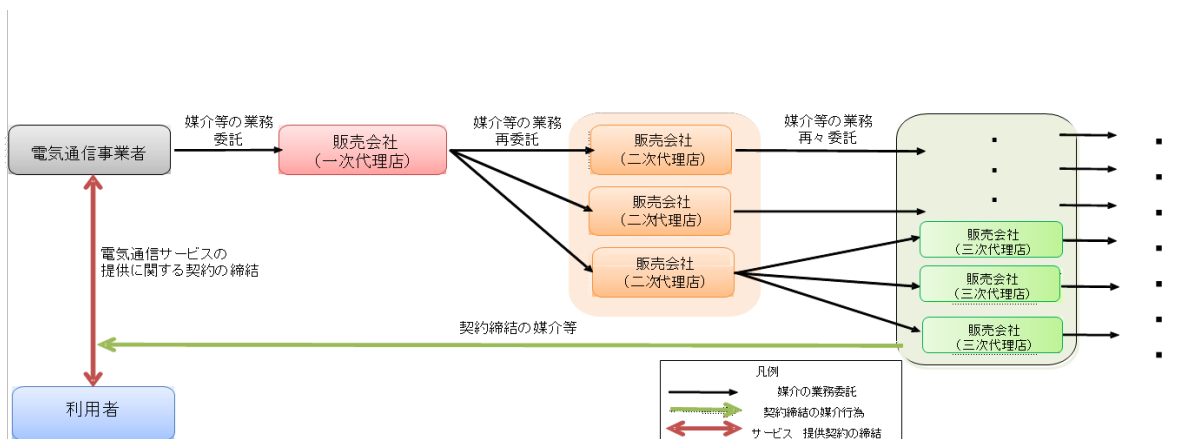 電気通信事業者
媒介等の業務
委託
販売会社
（一次代理店）
媒介等の業務
再委託
販売会社
（二次代理店）
販売会社
（二次代理店）
販売会社
（二次代理店）
媒介等の業務
再々委託
販売会社
（三次代理店）
販売会社
（三次代理店）
販売会社
（三次代理店）
電気通信サービスの
提供に関する契約の締結
契約締結の媒介等
利用者
凡例
媒介の業務委託
契約締結の媒介行為
サービス　提供契約の締結